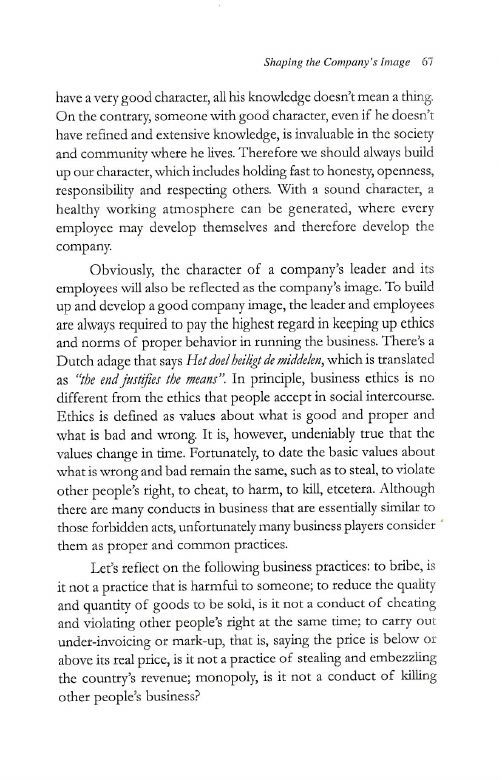 Shaping the Company's Image 67
have a very good character, all his knowledge doesn't mean a thing.
On the contrary, someone with good character, even if he doesn't
have refined and extensive knowledge, is invaluable in the society
and community where he lives. Therefore we should always build
up our character, which includes holding fast to honesty, openness,
responsibility and respecting others. With a sound character, a
healthy working atmosphere can be generated, where every
employee may develop themselves and therefore develop the
company.
Obviously, the character of a company's leader and its
employees will also be reflected as the company's image. To build
up and develop a good company image, the leader and employees
are always required to pay the highest regard in keeping up ethics
and norms of proper behavior in running the business. There's a
Dutch adage that says Het doel heiligt de middelen, which is translated
as "the end justifies the means". In principle, business ethics is no
different from the ethics that people accept in social intercourse.
Ethics is defined as values about what is good and proper and
what is bad and wrong. It is, however, undeniably true that the
values change in time. Fortunately, to date the basic values about
what is wrong and bad remain the same, such as to steal, to violate
other people's right, to cheat, to harm, to kill, etcetera. Although
there are many conducts in business that are essentially similar to
those forbidden acts, unfortunately many business players consider
them as proper and common practices.
Let's reflect on the following business practices: to bribe, is
it not a practice that is harmful to someone; to reduce the quality
and quantity of goods to be sold, is it not a conduct of cheating
and violating other people's right at the same time; to carry out
under-invoicing or mark-up, that is, saying the price is below or
above its real price, is it not a practice of stealing and embezzling
the country's revenue; monopoly, is it not a conduct of killing
other people's business?